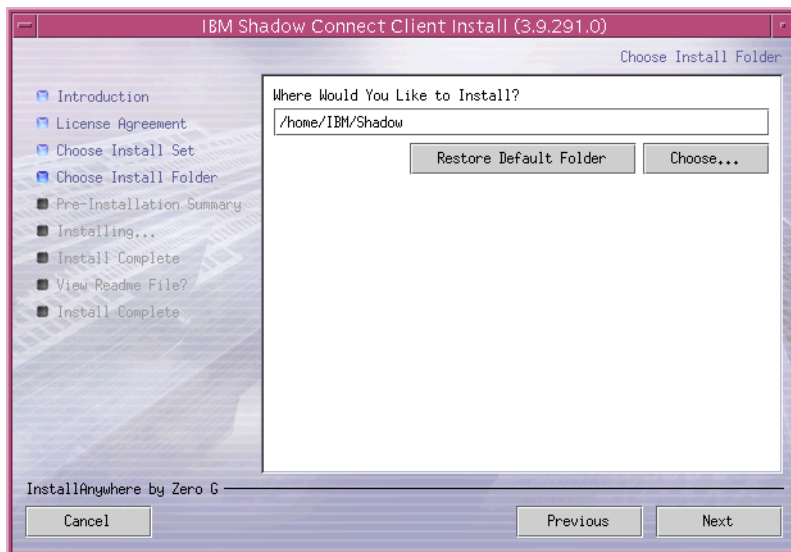 IBM Shadow Connect Client Install (3.9.291.0)
Choose Install Folder
Introduction
License Agreement
Choose Install Set
Choose Install Folder
Pre-Installation Summary
Installing...
Install Complete
View Readme File?
Install Complete
Where Would You Like to Install?
/home/IBM/Shadow
Restore Default Folder
Choose...
InstallAnywhere by Zero G
Cancel
Previous
Next